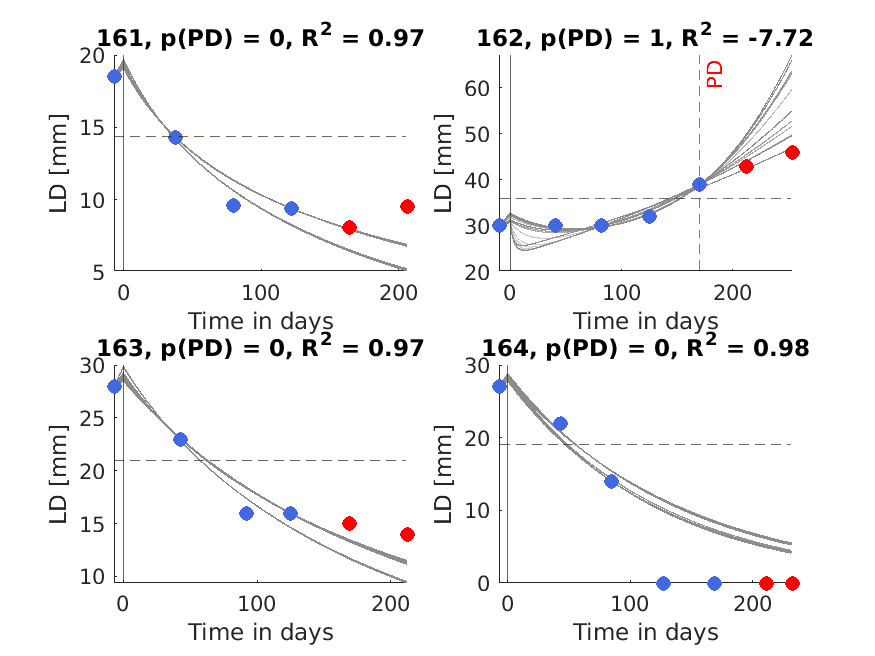 161, p(PD) = 0, R² = 0.97
20
15
10
5
LD [mm]
0 100 200
Time in days
162, p(PD) = 1, R² = -7.72
60
50
40
30
20
LD [mm]
PD
0 100 200
Time in days
163, p(PD) = 0, R² = 0.97
30
25
20
15
10
LD [mm]
0 100 200
Time in days
164, p(PD) = 0, R² = 0.98
30
20
10
0
LD [mm]
0 100 200
Time in days